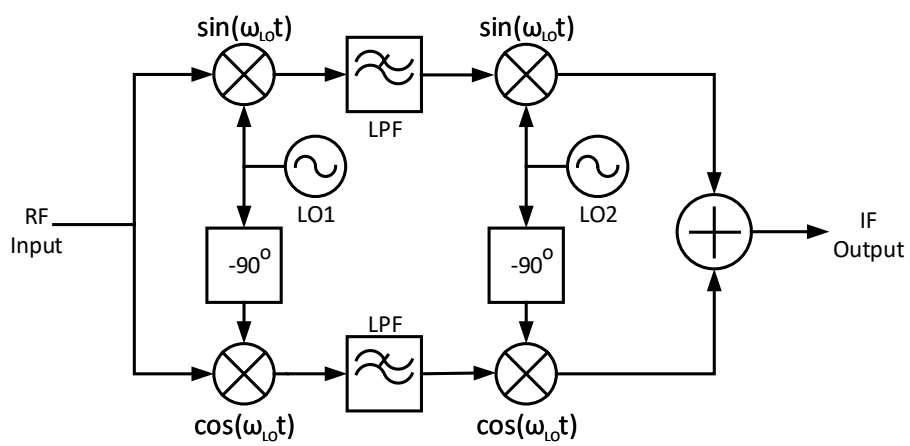 sin(ω_LO t) sin(ω_LO t)
LPF
LO1 LO2
RF
Input
-90° -90°
IF
Output
LPF
cos(ω_LO t) cos(ω_LO t)